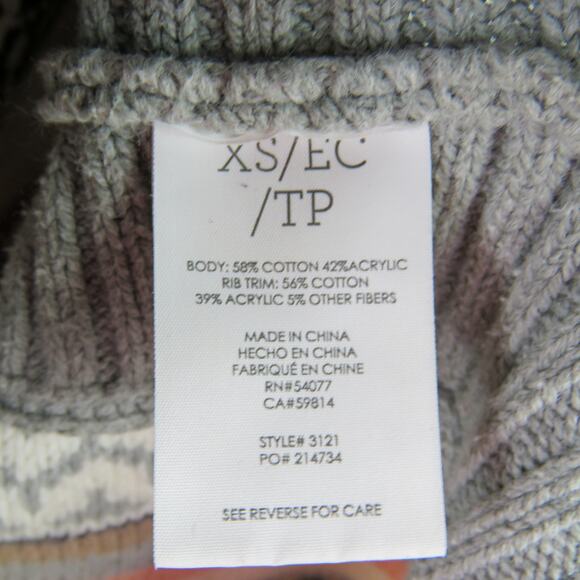 XS/EC
/TP
BODY: 58% COTTON 42%ACRYLIC
RIB TRIM: 56% COTTON
39% ACRYLIC 5% OTHER FIBERS
MADE IN CHINA
HECHO EN CHINA
FABRIQUÉ EN CHINE
RN#54077
CA#59814
STYLE# 3121
PO# 214734
SEE REVERSE FOR CARE